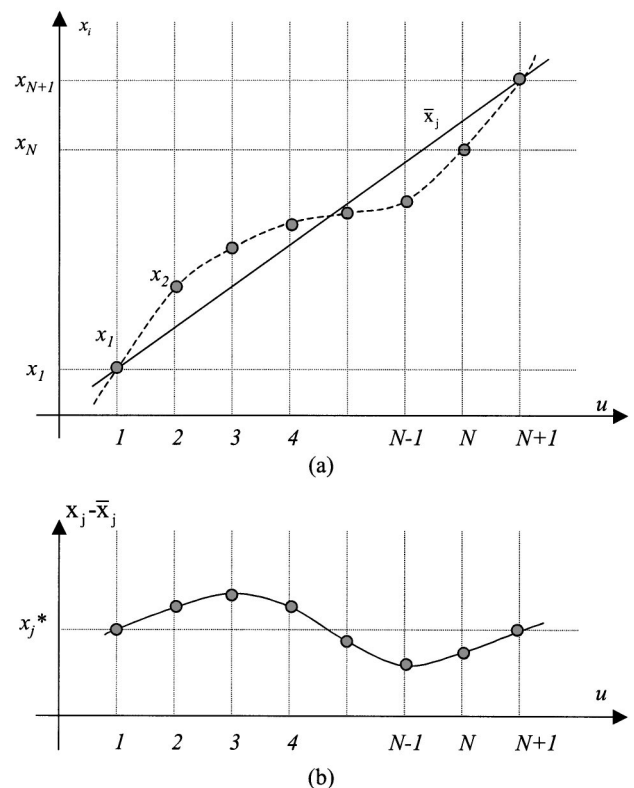 x_i
x_{N+1}
x̄_j
x_N
x_2
x_1
x_1
u
1 2 3 4 N-1 N N+1
(a)
x_j-x̄_j
x_j*
u
1 2 3 4 N-1 N N+1
(b)